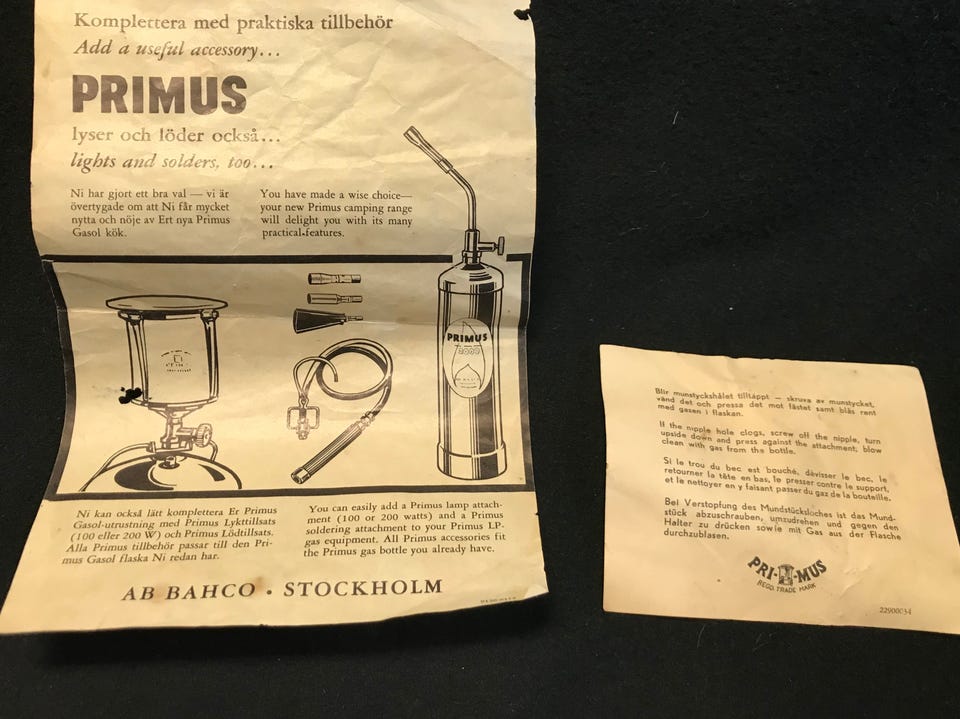 Komplettera med praktiska tillbehör
Add a useful accessory...
PRIMUS
lyser och löder också...
lights and solders, too...
Ni har gjort ett bra val — vi är
övertygade om att Ni får mycket
nytta och nöje av Ert nya Primus
Gasol kök.
You have made a wise choice—
your new Primus camping range
will delight you with its many
practical features.
PRIMUS
2000
Ni kan också lätt komplettera Er Primus
Gasol-utrustning med Primus Lykttillsats
(100 eller 200 W) och Primus Lödtillsats.
Alla Primus tillbehör passar till den Pri-
mus Gasol flaska Ni redan har.
You can easily add a Primus lamp attach-
ment (100 or 200 watts) and a Primus
soldering attachment to your Primus LP-
gas equipment. All Primus accessories fit
the Primus gas bottle you already have.
AB BAHCO • STOCKHOLM
Blir munstyckshålet tilltäppt — skruva av munstycket,
vänd det och pressa det mot fästet samt blås rent
med gasen i flaskan.
If the nipple hole clogs, screw off the nipple, turn
upside down and press against the attachment, blow
clean with gas from the bottle.
Si le trou du bec est bouché, dévisser le bec, le
retourner la tête en bas, le presser contre le support,
et le nettoyer en y faisant passer du gaz de la bouteille.
Bei Verstopfung des Mundstücksloches ist das Mund-
stück abzuschrauben, umzudrehen und gegen den
Halter zu drücken sowie mit Gas aus der Flasche
durchzublasen.
PRI-MUS
REGD. TRADE MARK
22900034